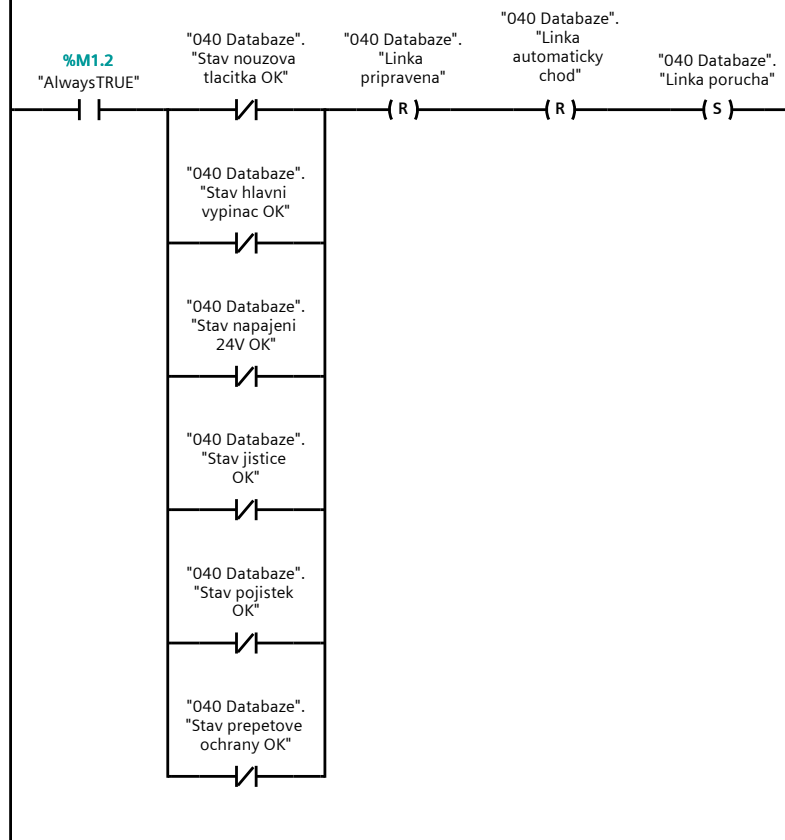 %M1.2
"AlwaysTRUE"
"040 Databaze".
"Stav nouzova
tlacitka OK"
"040 Databaze".
"Linka
pripravena"
"040 Databaze".
"Linka
automaticky
chod"
"040 Databaze".
"Linka porucha"
R
R
S
"040 Databaze".
"Stav hlavni
vypinac OK"
"040 Databaze".
"Stav napajeni
24V OK"
"040 Databaze".
"Stav jistice
OK"
"040 Databaze".
"Stav pojistek
OK"
"040 Databaze".
"Stav prepetove
ochrany OK"